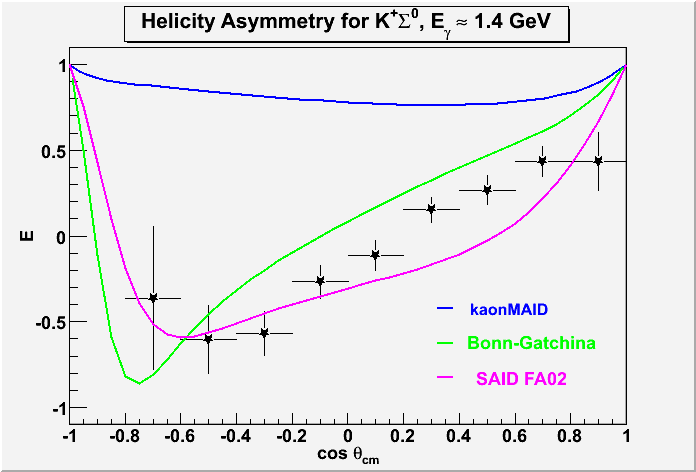 Helicity Asymmetry for K⁺Σ⁰, E_γ ≈ 1.4 GeV
1
0.5
0
-0.5
-1
E
kaonMAID
Bonn-Gatchina
SAID FA02
-1 -0.8 -0.6 -0.4 -0.2 0 0.2 0.4 0.6 0.8 1
cos θ_cm